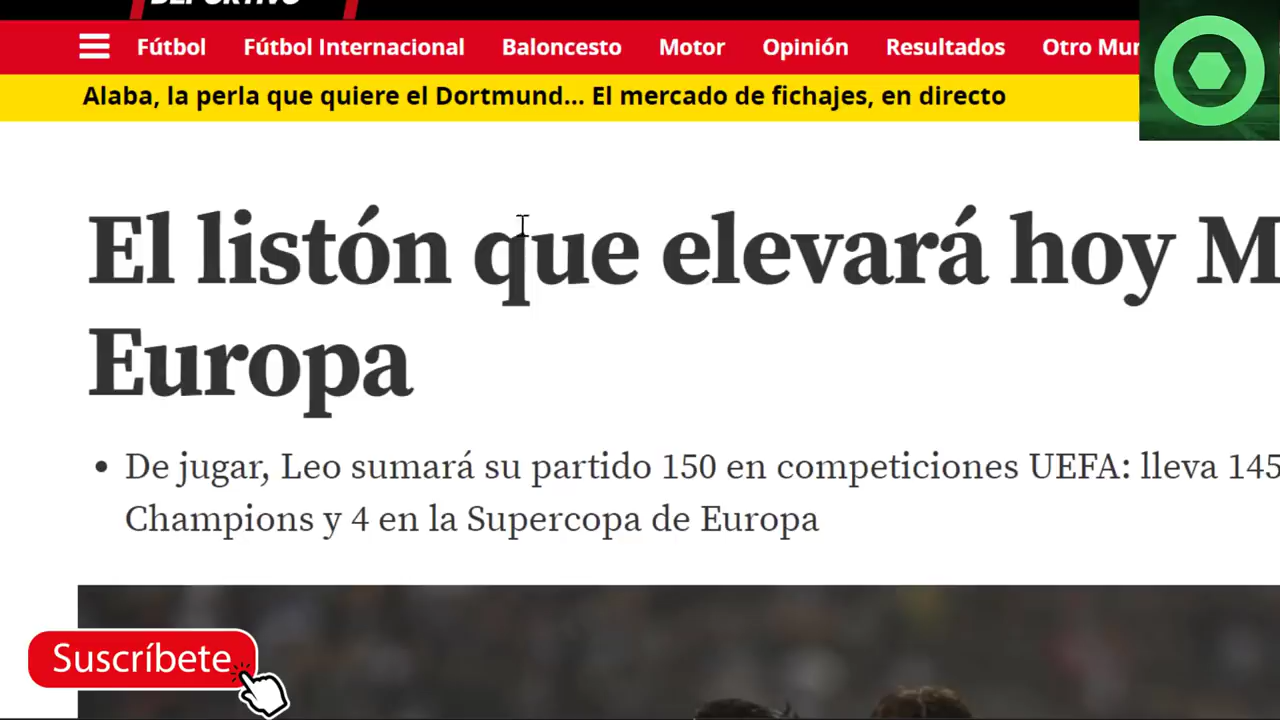 DEPORTIVO
Fútbol Fútbol Internacional Baloncesto Motor Opinión Resultados Otro
Alaba, la perla que quiere el Dortmund... El mercado de fichajes, en directo
El listón que elevará hoy
Europa
• De jugar, Leo sumará su partido 150 en competiciones UEFA: lleva 145
Champions y 4 en la Supercopa de Europa
Suscríbete